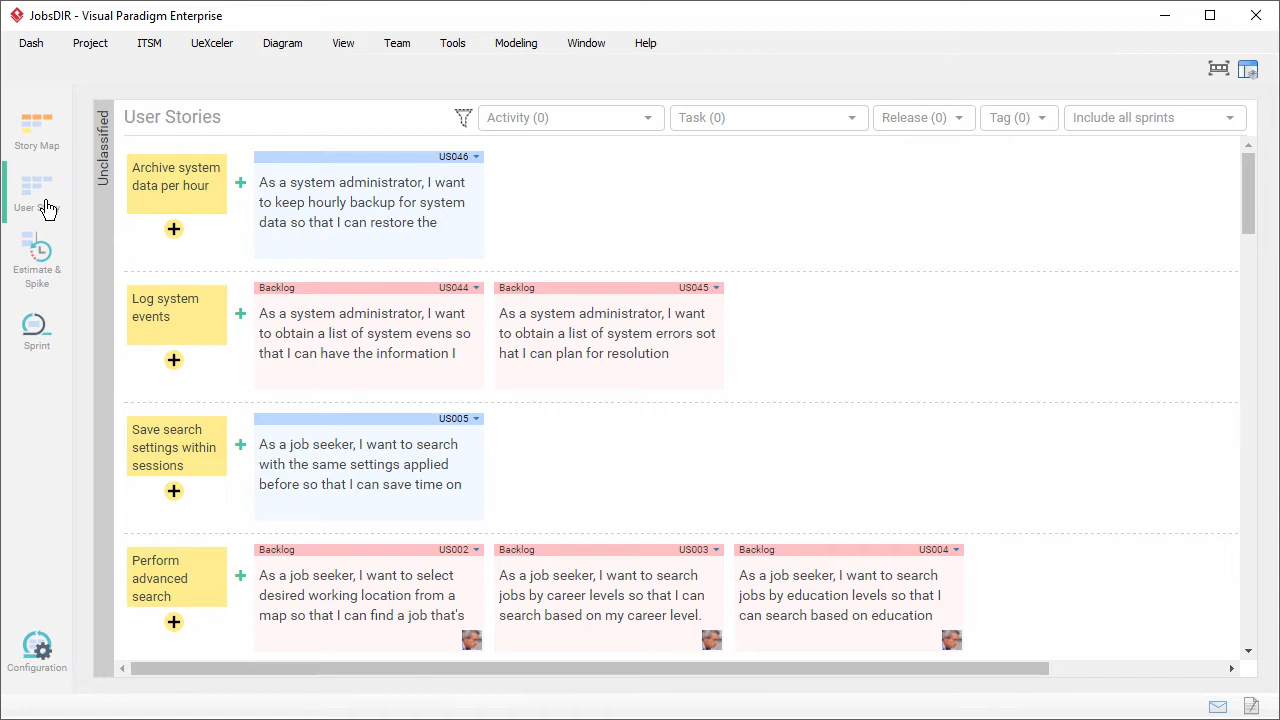 JobsDIR - Visual Paradigm Enterprise
Dash Project ITSM UeXceler Diagram View Team Tools Modeling Window Help
Story Map
User
Estimate &
Spike
Sprint
Configuration
Unclassified
User Stories
Activity (0)
Task (0)
Release (0)
Tag (0)
Include all sprints
Archive system
data per hour
US046
As a system administrator, I want
to keep hourly backup for system
data so that I can restore the
Log system
events
Backlog US044
As a system administrator, I want
to obtain a list of system evens so
that I can have the information I
Backlog US045
As a system administrator, I want
to obtain a list of system errors sot
hat I can plan for resolution
Save search
settings within
sessions
US005
As a job seeker, I want to search
with the same settings applied
before so that I can save time on
Perform
advanced
search
Backlog US002
As a job seeker, I want to select
desired working location from a
map so that I can find a job that's
Backlog US003
As a job seeker, I want to search
jobs by career levels so that I can
search based on my career level.
Backlog US004
As a job seeker, I want to search
jobs by education levels so that I
can search based on education